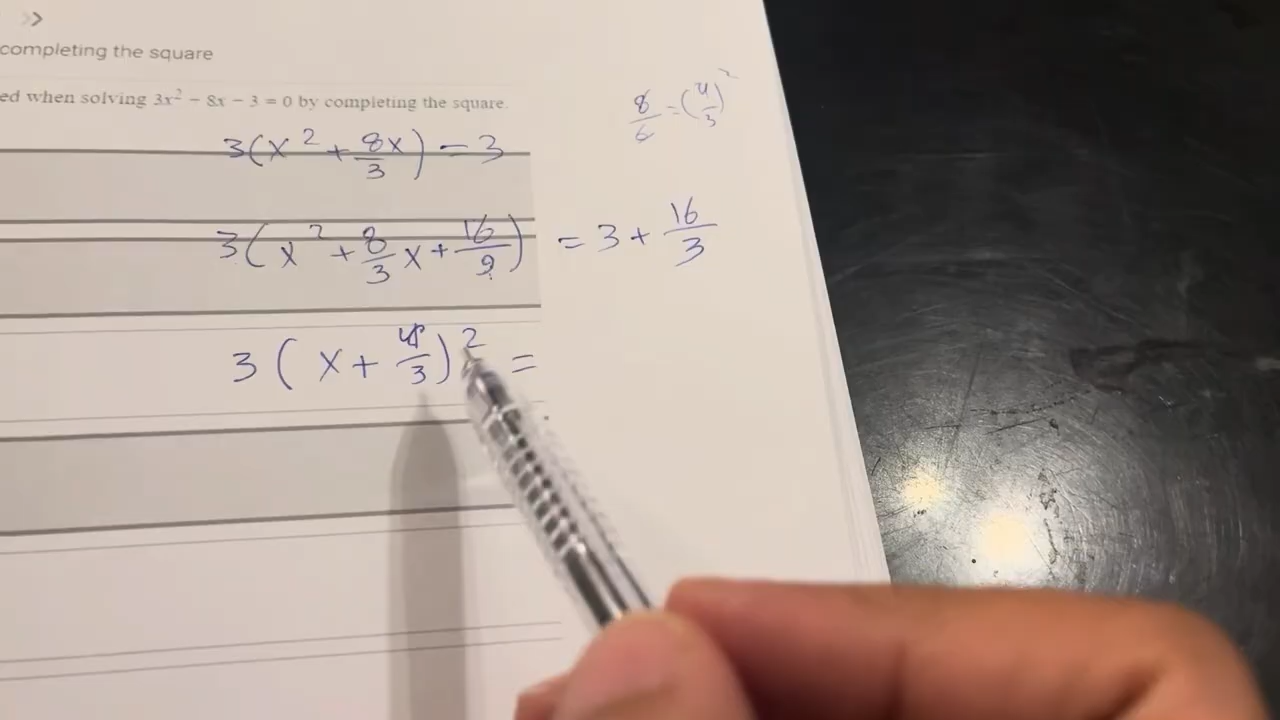 completing the square
ed when solving 3x² − 8x − 3 = 0 by completing the square.
8/6 = (4/3)²
3(x² + 8x/3) − 3
3(x² + 8/3 x + 16/9) = 3 + 16/3
3(x + 4/3)² =